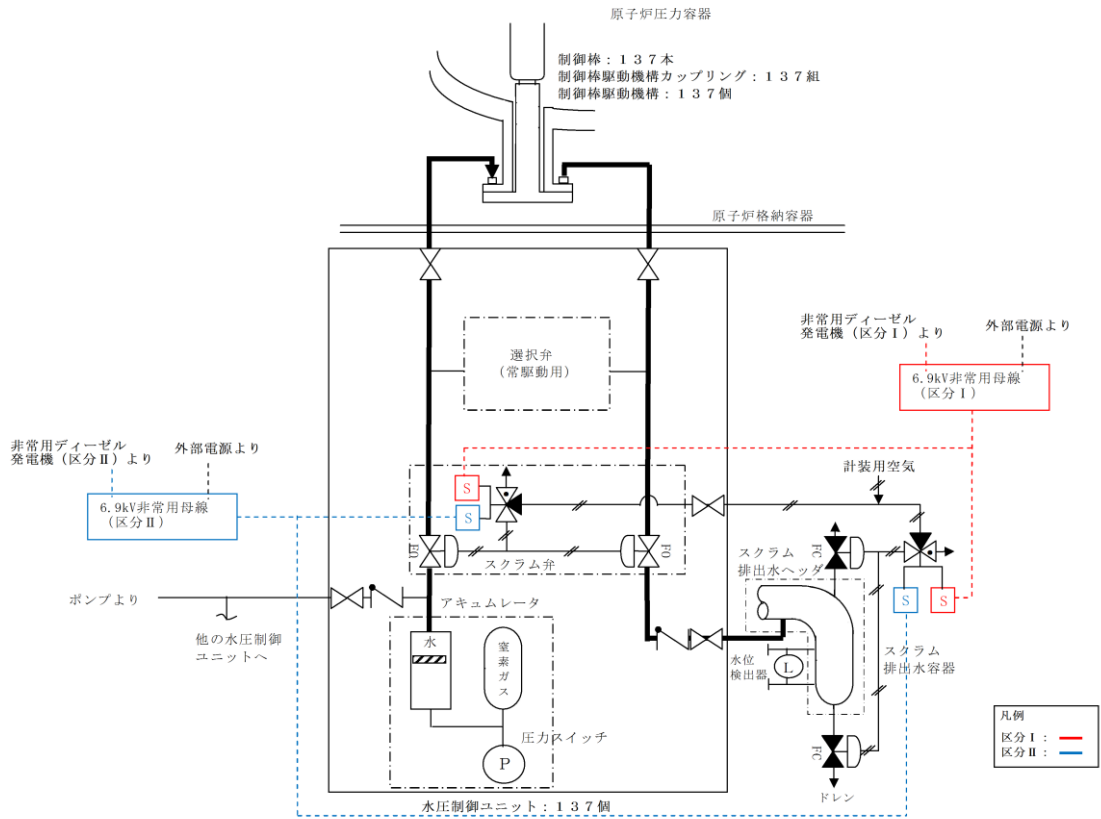 原子炉圧力容器
制御棒：１３７本
制御棒駆動機構カップリング：１３７組
制御棒駆動機構：１３７個
原子炉格納容器
選択弁
（常駆動用）
非常用ディーゼル
発電機（区分Ⅰ）より
外部電源より
6.9kV非常用母線
（区分Ⅰ）
非常用ディーゼル
発電機（区分Ⅱ）より
外部電源より
6.9kV非常用母線
（区分Ⅱ）
S
S
計装用空気
FO
FO
スクラム弁
スクラム
排出水ヘッダ
FC
S
S
ポンプより
他の水圧制御
ユニットへ
アキュムレータ
水
窒素ガス
圧力スイッチ
P
水位
検出器
L
スクラム
排出水容器
FC
ドレン
水圧制御ユニット：１３７個
凡例
区分Ⅰ：
区分Ⅱ：